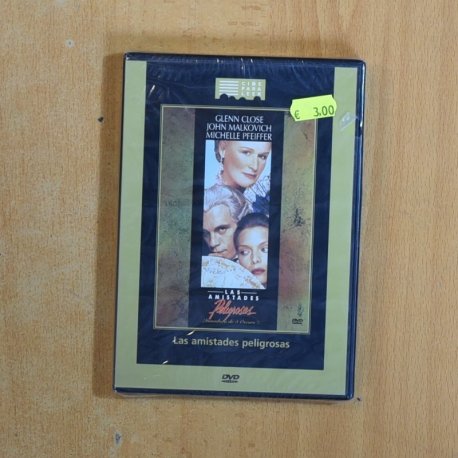 CINE PARA LEER
€ 3,00
GLENN CLOSE
JOHN MALKOVICH
MICHELLE PFEIFFER
LAS
AMISTADES
Peligrosas
DVD
Las amistades peligrosas
DVD